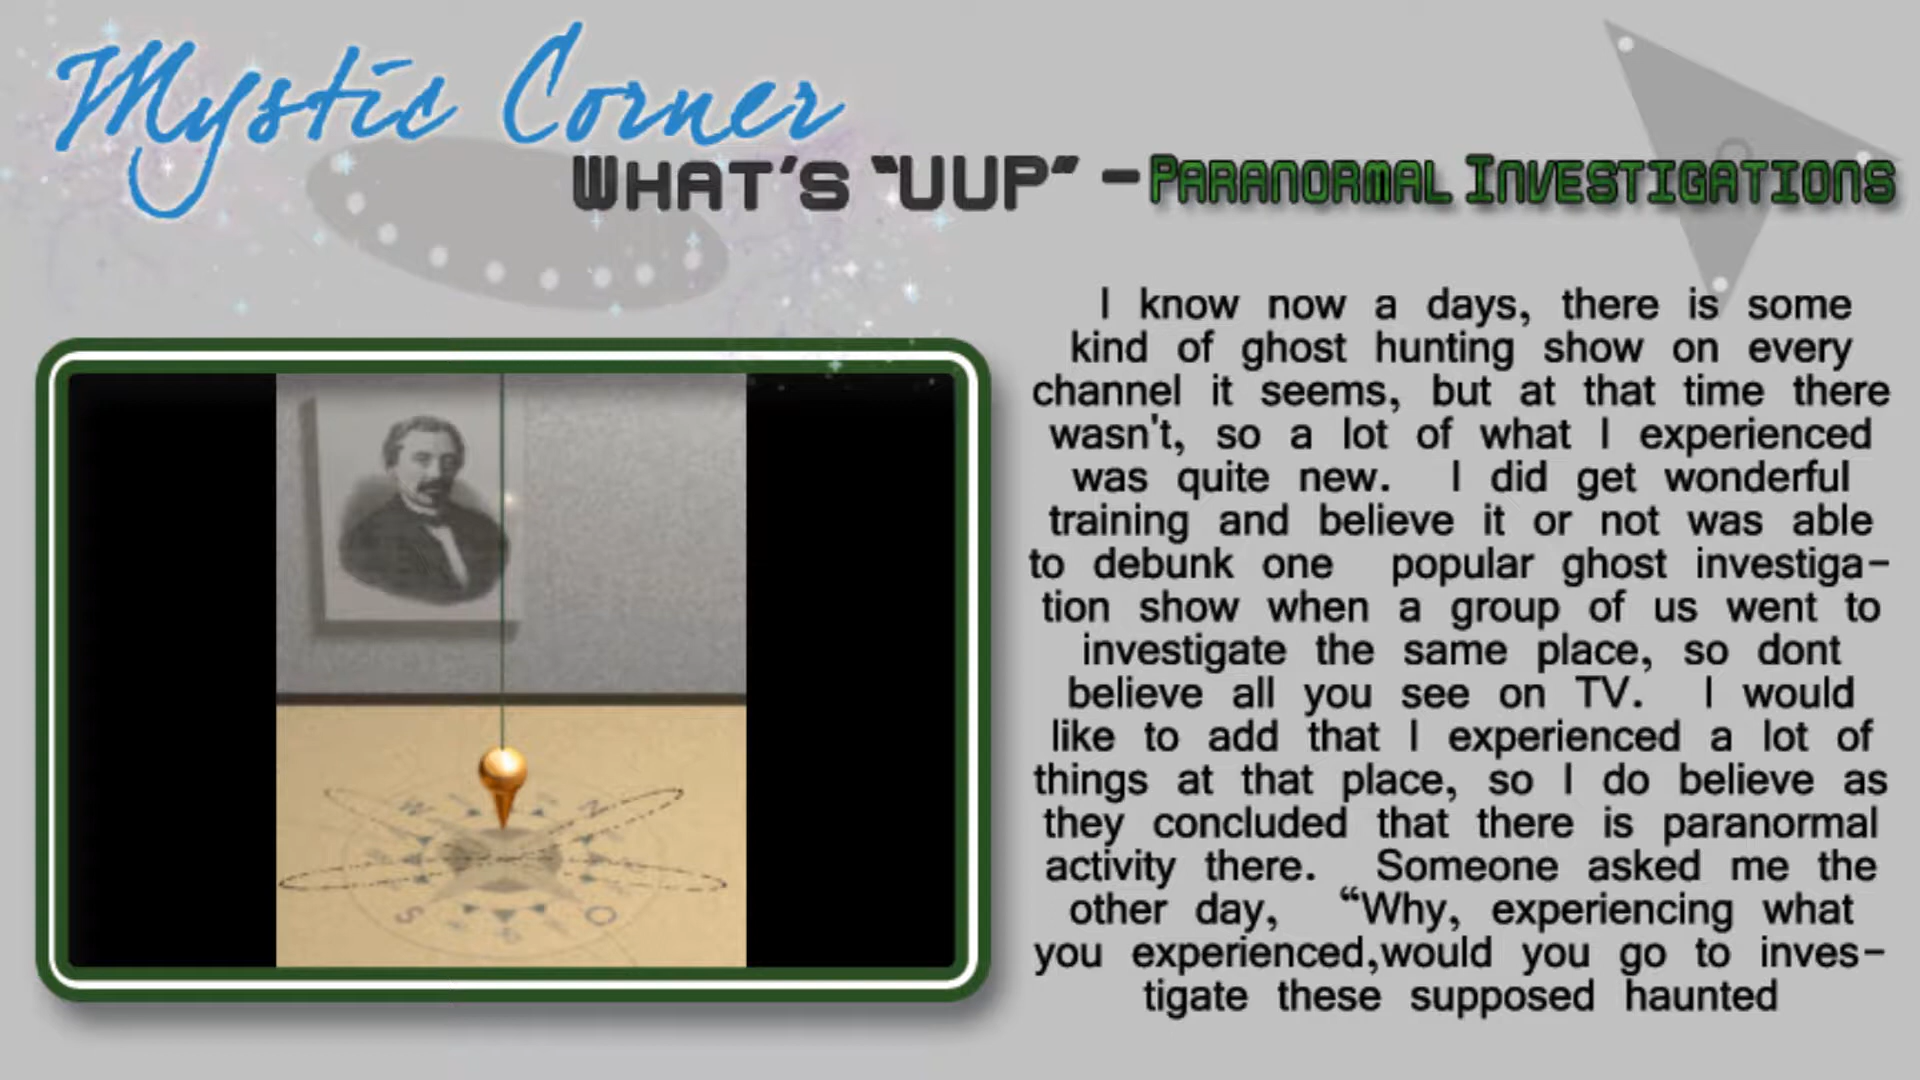 Mystic Corner
WHAT'S "UUP" - PARANORMAL INVESTIGATIONS
I know now a days, there is some
kind of ghost hunting show on every
channel it seems, but at that time there
wasn't, so a lot of what I experienced
was quite new. I did get wonderful
training and believe it or not was able
to debunk one popular ghost investiga-
tion show when a group of us went to
investigate the same place, so dont
believe all you see on TV. I would
like to add that I experienced a lot of
things at that place, so I do believe as
they concluded that there is paranormal
activity there. Someone asked me the
other day, “Why, experiencing what
you experienced,would you go to inves-
tigate these supposed haunted
W N
S O